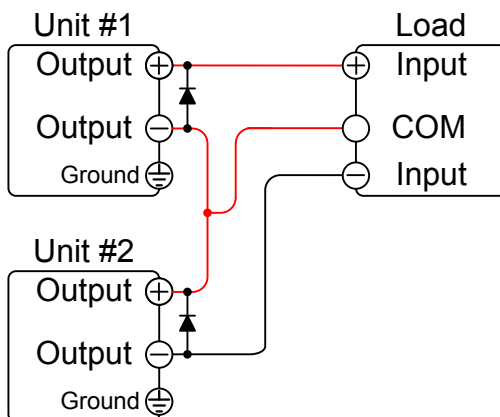 Unit #1
Load
Output +
+ Input
Output −
COM
Ground
− Input
Unit #2
Output +
Output −
Ground